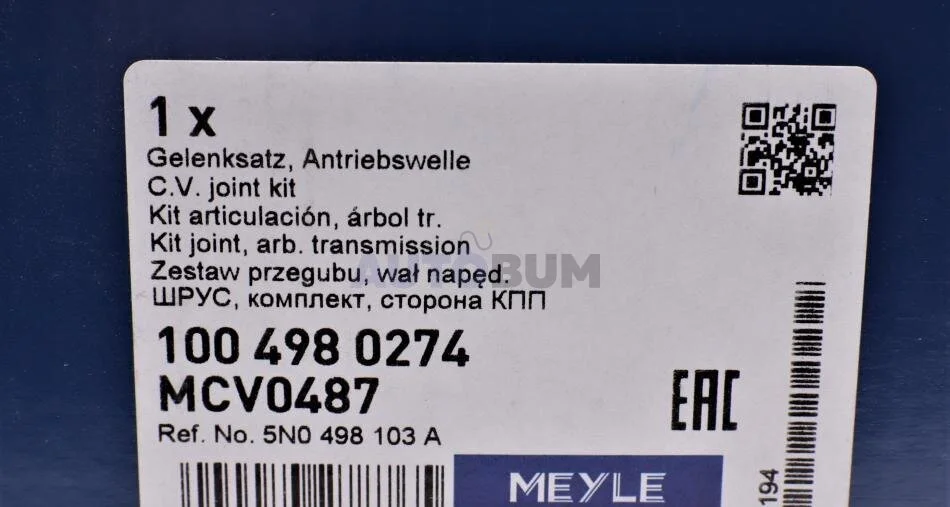 1 x
Gelenksatz, Antriebswelle
C.V. joint kit
Kit articulación, árbol tr.
Kit joint, arb. transmission
Zestaw przegubu, wał napęd.
ШРУС, комплект, сторона КПП
AUTOBUM
100 498 0274
MCV0487
Ref. No. 5N0 498 103 A
EAC
MEYLE
194